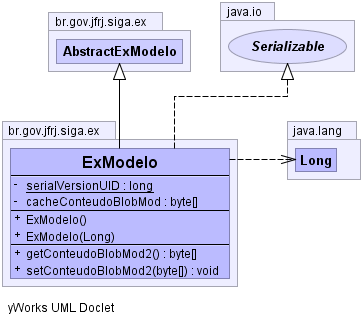 br.gov.jfrj.siga.ex
AbstractExModelo
java.io
Serializable
br.gov.jfrj.siga.ex
ExModelo
- serialVersionUID : long
- cacheConteudoBlobMod : byte[]
+ ExModelo()
+ ExModelo(Long)
+ getConteudoBlobMod2() : byte[]
+ setConteudoBlobMod2(byte[]) : void
java.lang
Long
yWorks UML Doclet